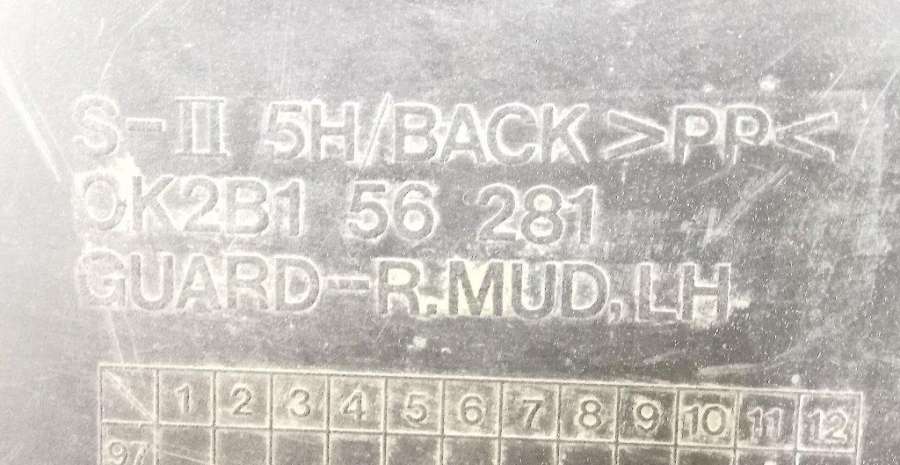 S-III 5H/BACK >PP<
0K2B1 56 281
GUARD-R.MUD,LH
1 2 3 4 5 6 7 8 9 10 11 12
97